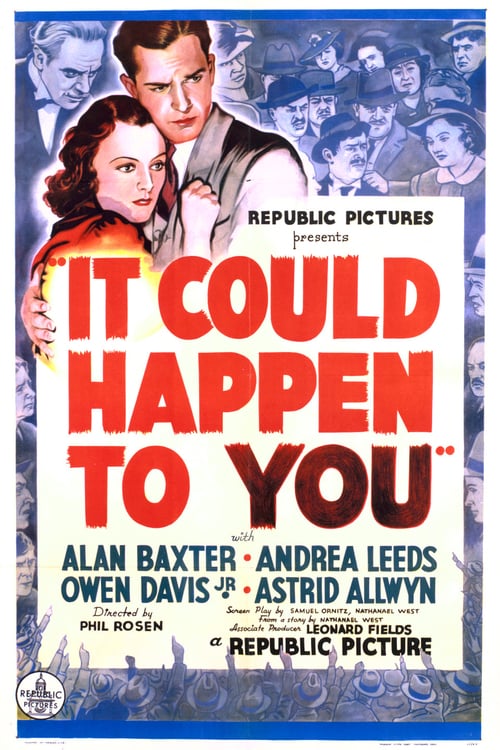 REPUBLIC PICTURES
presents
"IT COULD
HAPPEN
TO YOU"
with
ALAN BAXTER · ANDREA LEEDS
OWEN DAVIS JR. · ASTRID ALLWYN
Directed by
PHIL ROSEN
Screen Play by SAMUEL ORNITZ, NATHANAEL WEST
From a story by NATHANAEL WEST
Associate Producer LEONARD FIELDS
a REPUBLIC PICTURE
REPUBLIC
PICTURES